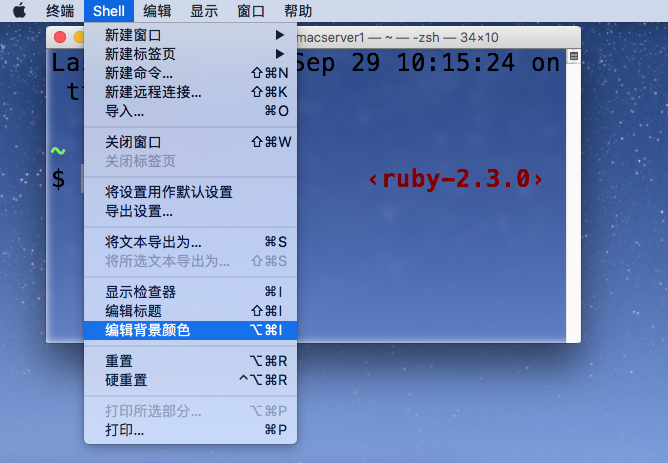 终端 Shell 编辑 显示 窗口 帮助
macserver1 — ~ — -zsh — 34×10
新建窗口 ▶
新建标签页 ▶
新建命令... ⇧⌘N
新建远程连接... ⇧⌘K
导入... ⌘O
关闭窗口 ⇧⌘W
关闭标签页
将设置用作默认设置
导出设置...
将文本导出为... ⌘S
将所选文本导出为... ⇧⌘S
显示检查器 ⌘I
编辑标题 ⇧⌘I
编辑背景颜色 ⌥⌘I
重置 ⌥⌘R
硬重置 ^⌥⌘R
打印所选部分... ⌥⌘P
打印... ⌘P
Sep 29 10:15:24 on
~
$ ‹ruby-2.3.0›